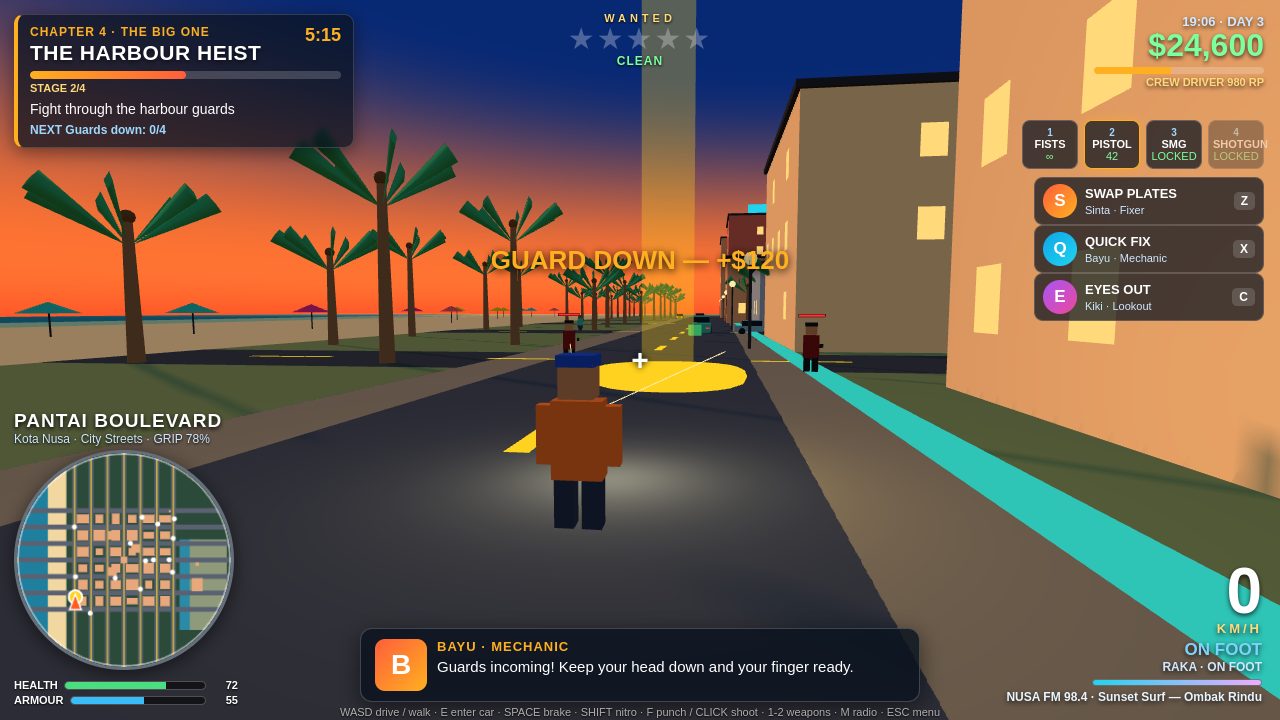 CHAPTER 4 · THE BIG ONE
5:15
THE HARBOUR HEIST
STAGE 2/4
Fight through the harbour guards
NEXT Guards down: 0/4
WANTED
CLEAN
19:06 · DAY 3
$24,600
CREW DRIVER 980 RP
1
FISTS
∞
2
PISTOL
42
3
SMG
LOCKED
4
SHOTGUN
LOCKED
S
SWAP PLATES
Sinta · Fixer
Z
Q
QUICK FIX
Bayu · Mechanic
X
E
EYES OUT
Kiki · Lookout
C
GUARD DOWN — +$120
PANTAI BOULEVARD
Kota Nusa · City Streets · GRIP 78%
HEALTH 72
ARMOUR 55
B
BAYU · MECHANIC
Guards incoming! Keep your head down and your finger ready.
WASD drive / walk · E enter car · SPACE brake · SHIFT nitro · F punch / CLICK shoot · 1-2 weapons · M radio · ESC menu
0
KM/H
ON FOOT
RAKA · ON FOOT
NUSA FM 98.4 · Sunset Surf — Ombak Rindu